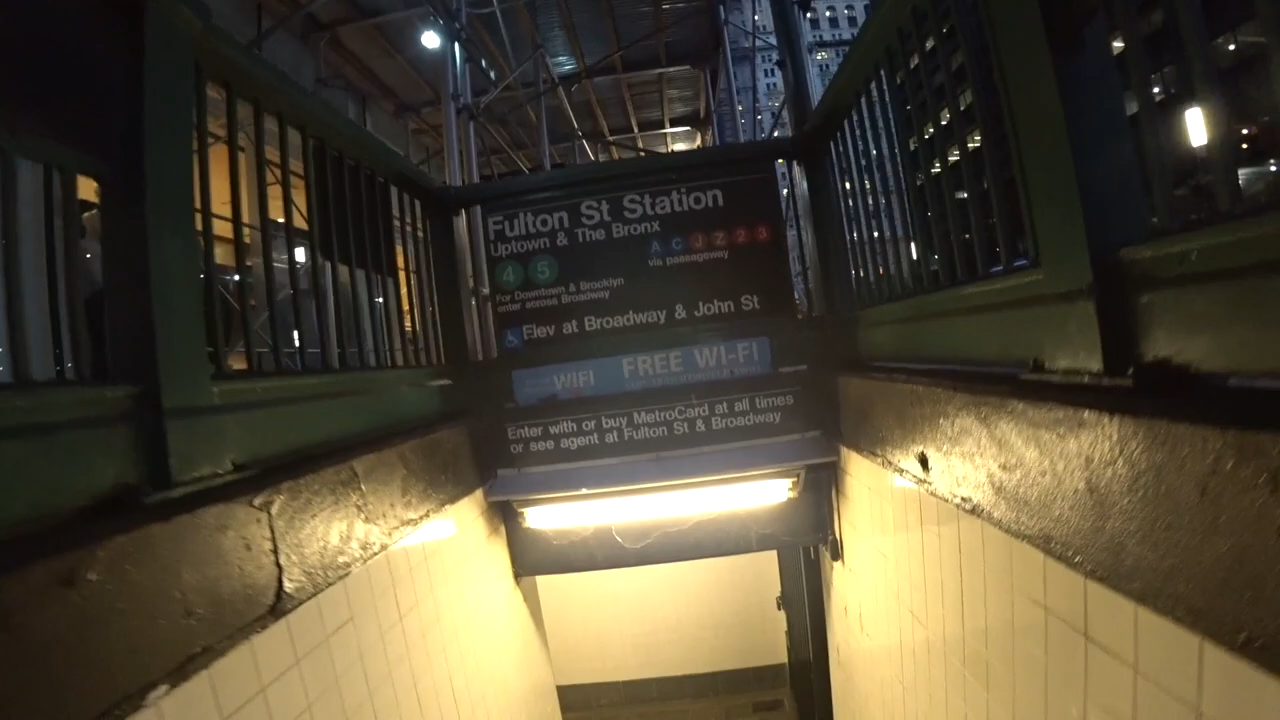 Fulton St Station
Uptown & The Bronx
A C J Z 2 3
via passageway
4 5
For Downtown & Brooklyn
enter across Broadway
Elev at Broadway & John St
WIFI FREE WI-FI
Enter with or buy MetroCard at all times
or see agent at Fulton St & Broadway